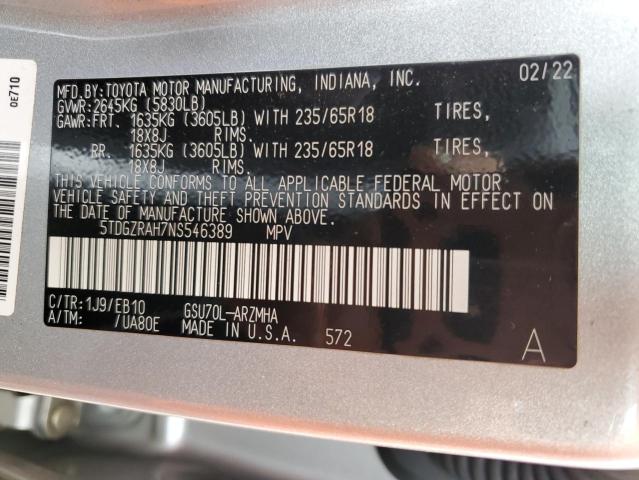 MFD.BY:TOYOTA MOTOR MANUFACTURING, INDIANA, INC. 02/22
GVWR:2645KG (5830LB)
GAWR:FRT. 1635KG (3605LB) WITH 235/65R18 TIRES,
18X8J RIMS.
RR. 1635KG (3605LB) WITH 235/65R18 TIRES,
18X8J RIMS.
THIS VEHICLE CONFORMS TO ALL APPLICABLE FEDERAL MOTOR
VEHICLE SAFETY AND THEFT PREVENTION STANDARDS IN EFFECT ON
THE DATE OF MANUFACTURE SHOWN ABOVE.
5TDGZRAH7NS546389 MPV
C/TR:1J9/EB10 GSU70L-ARZMHA
A/TM: /UA80E MADE IN U.S.A. 572 A
0E710